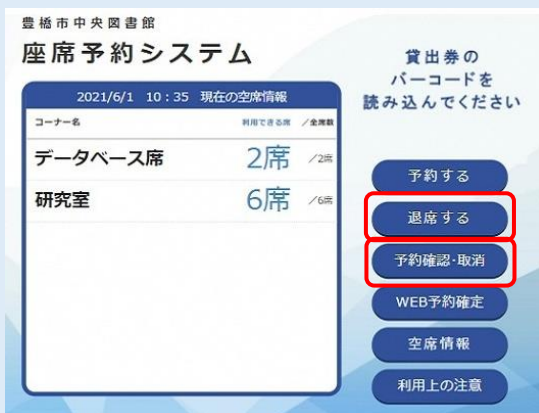 豊橋市中央図書館
座席予約システム
2021/6/1 10：35 現在の空席情報
コーナー名 利用できる席 ／全席数
データベース席 2席 ／2席
研究室 6席 ／6席
貸出券の
バーコードを
読み込んでください
予約する
退席する
予約確認・取消
WEB予約確定
空席情報
利用上の注意